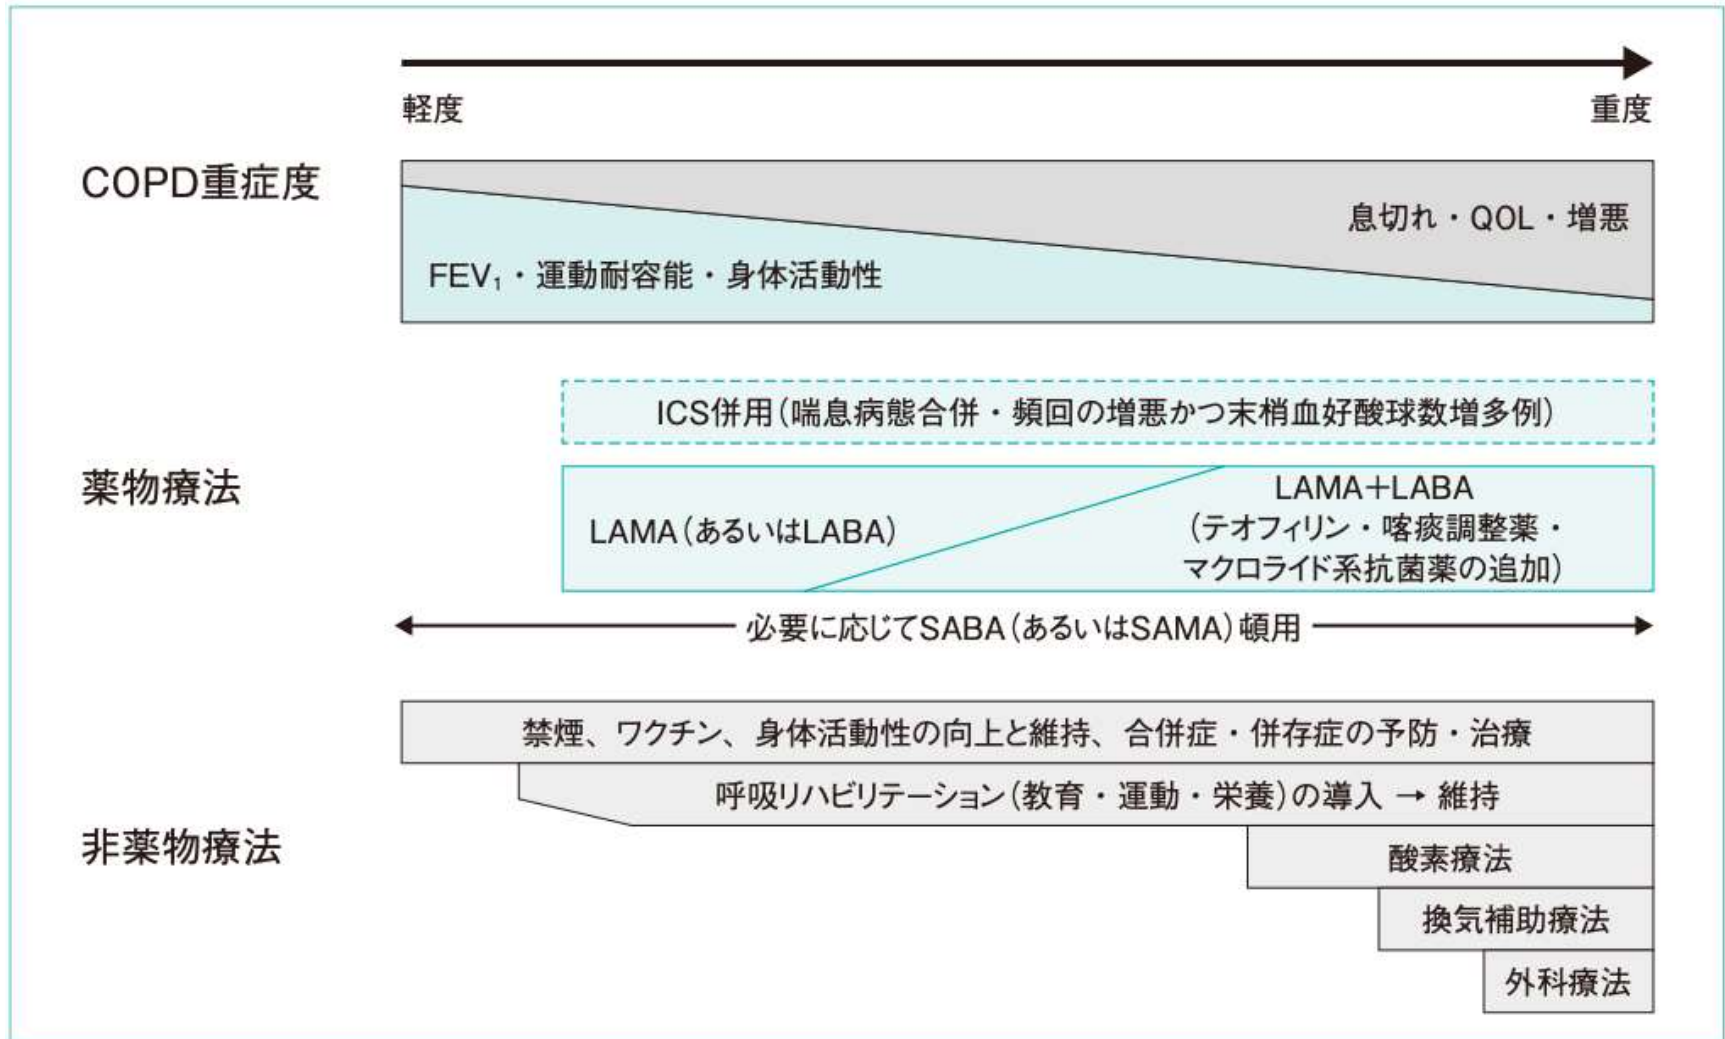 軽度 重度
COPD重症度
息切れ・QOL・増悪
FEV₁・運動耐容能・身体活動性
ICS併用（喘息病態合併・頻回の増悪かつ末梢血好酸球数増多例）
薬物療法
LAMA（あるいはLABA）
LAMA＋LABA
（テオフィリン・喀痰調整薬・
マクロライド系抗菌薬の追加）
必要に応じてSABA（あるいはSAMA）頓用
禁煙、ワクチン、身体活動性の向上と維持、合併症・併存症の予防・治療
呼吸リハビリテーション（教育・運動・栄養）の導入 → 維持
非薬物療法
酸素療法
換気補助療法
外科療法